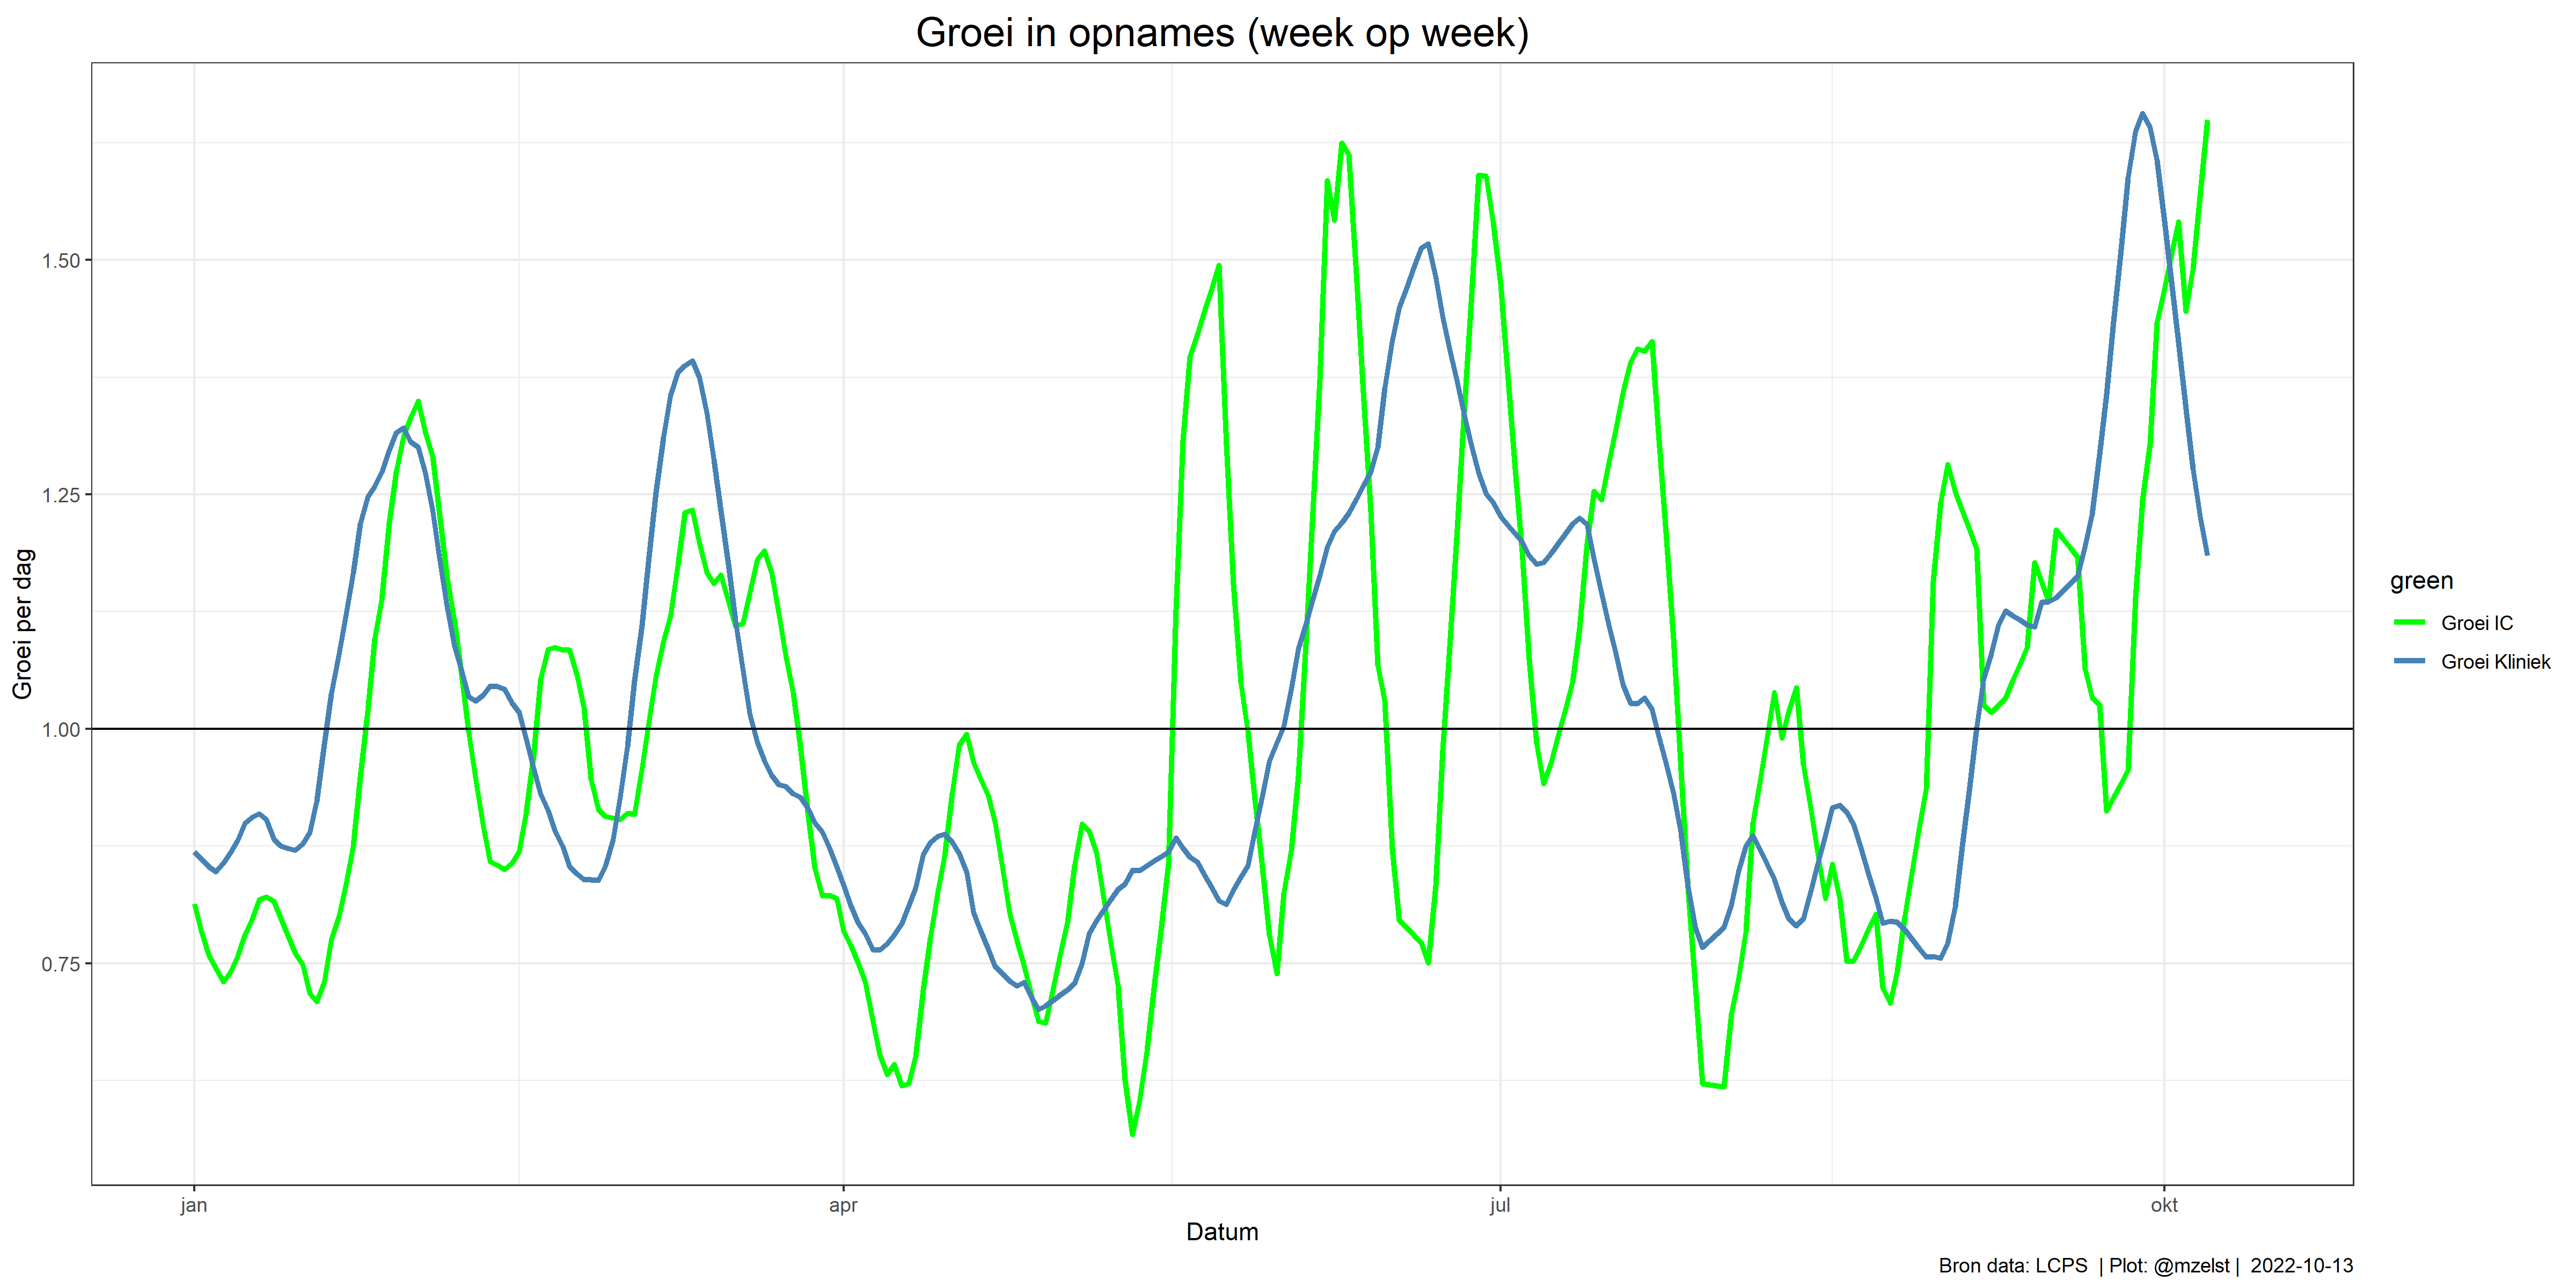 Groei in opnames (week op week)
Groei per dag
1.50
1.25
1.00
0.75
jan
apr
jul
okt
Datum
green
Groei IC
Groei Kliniek
Bron data: LCPS | Plot: @mzelst | 2022-10-13